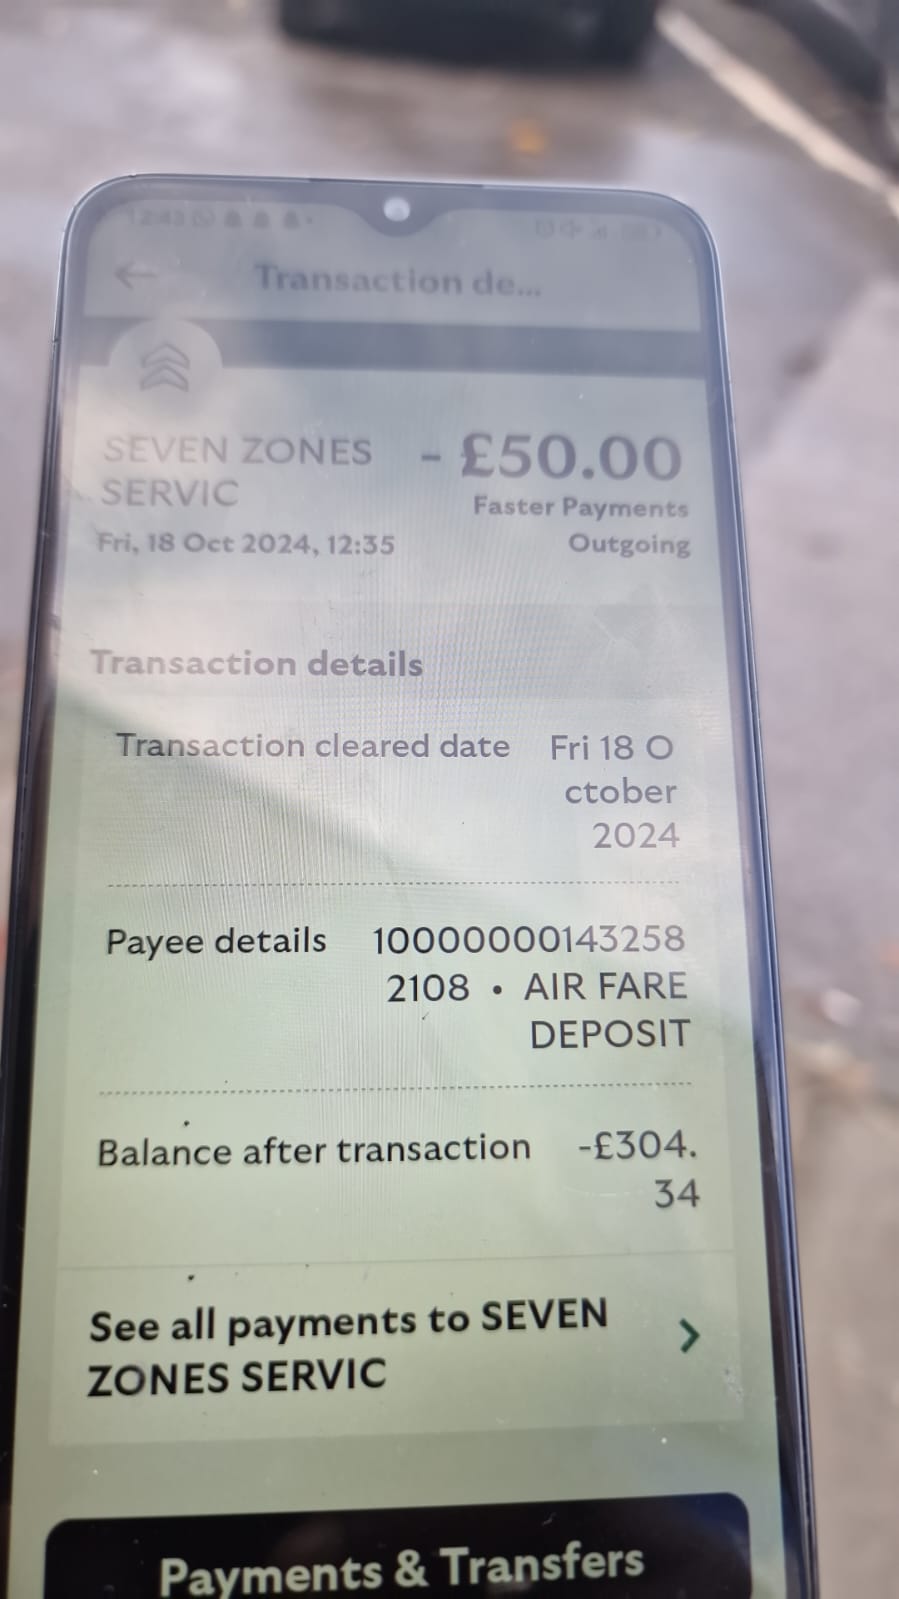 12:43
Transaction de...
SEVEN ZONES
SERVIC
- £50.00
Fri, 18 Oct 2024, 12:35
Faster Payments
Outgoing
Transaction details
Transaction cleared date Fri 18 O
ctober
2024
Payee details 10000000143258
2108 • AIR FARE
DEPOSIT
Balance after transaction -£304.
34
See all payments to SEVEN
ZONES SERVIC
Payments & Transfers